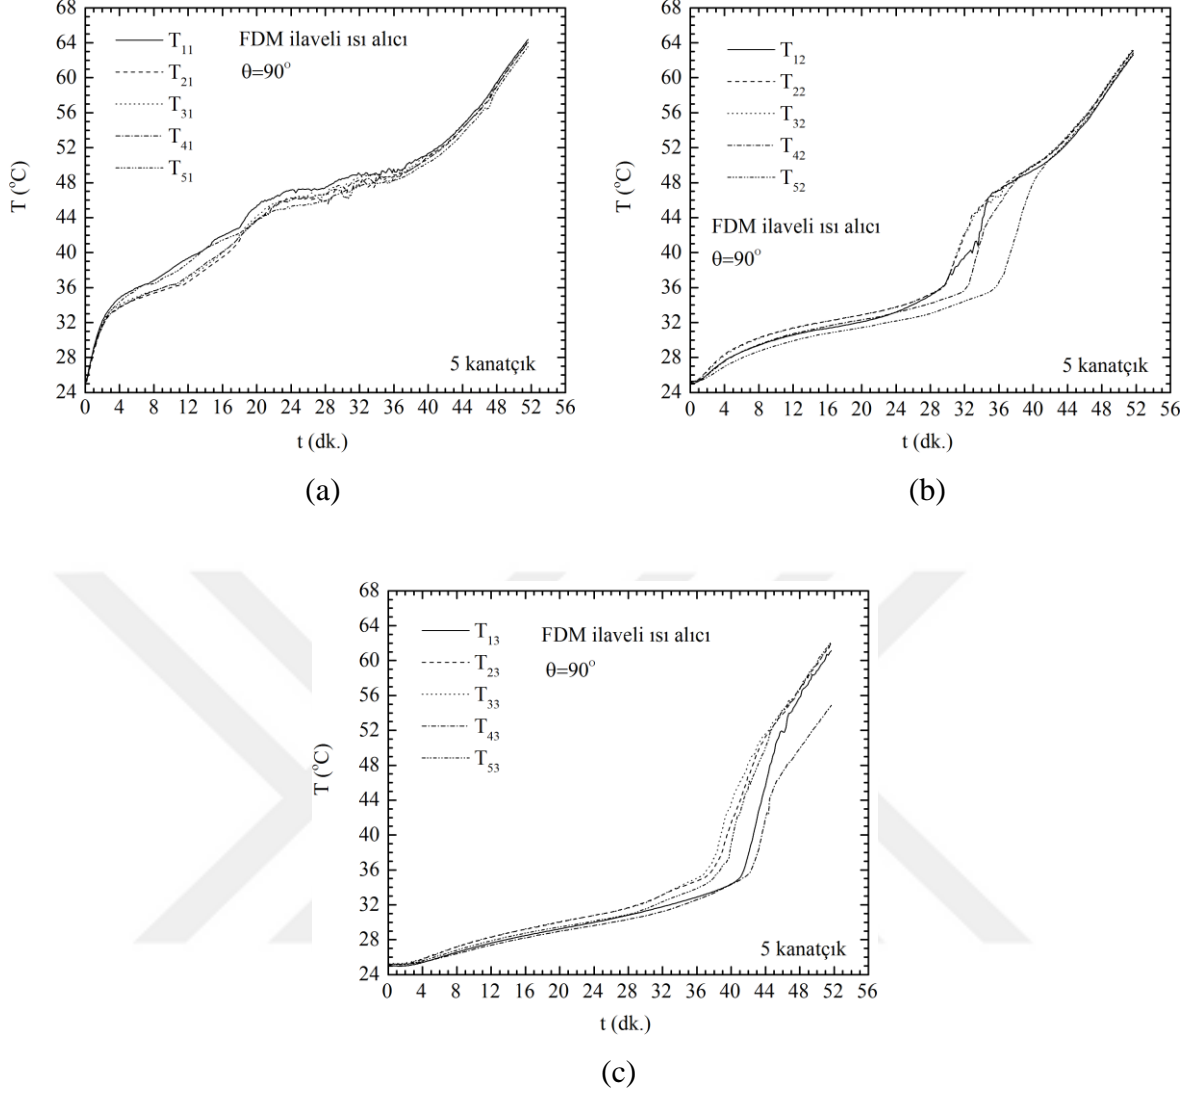 68
64
60
56
52
48
44
40
36
32
28
24
T (°C)
T₁₁
T₂₁
T₃₁
T₄₁
T₅₁
FDM ilaveli ısı alıcı
θ=90°
5 kanatçık
0 4 8 12 16 20 24 28 32 36 40 44 48 52 56
t (dk.)
(a)
68
64
60
56
52
48
44
40
36
32
28
24
T (°C)
T₁₂
T₂₂
T₃₂
T₄₂
T₅₂
FDM ilaveli ısı alıcı
θ=90°
5 kanatçık
0 4 8 12 16 20 24 28 32 36 40 44 48 52 56
t (dk.)
(b)
68
64
60
56
52
48
44
40
36
32
28
24
T (°C)
T₁₃
T₂₃
T₃₃
T₄₃
T₅₃
FDM ilaveli ısı alıcı
θ=90°
5 kanatçık
0 4 8 12 16 20 24 28 32 36 40 44 48 52 56
t (dk.)
(c)